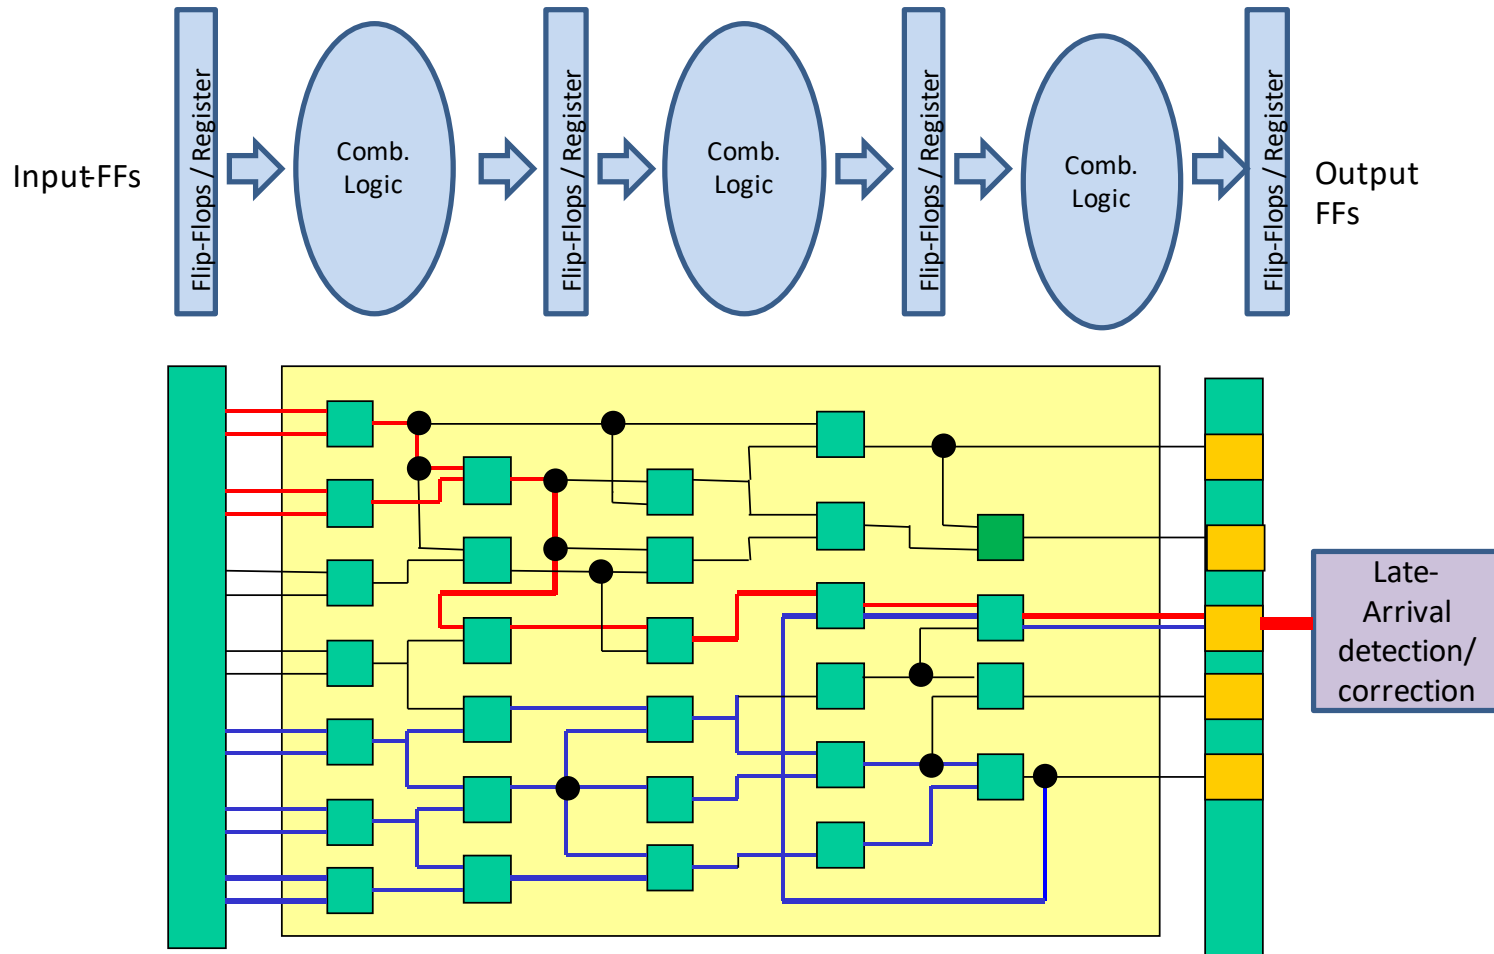 Input-FFs
Flip-Flops / Register
Comb.
Logic
Flip-Flops / Register
Comb.
Logic
Flip-Flops / Register
Comb.
Logic
Flip-Flops / Register
Output
FFs
Late-
Arrival
detection/
correction